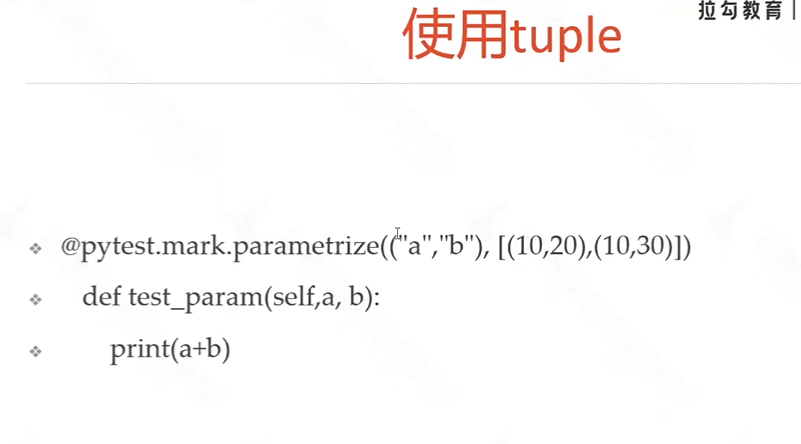 拉勾教育 |
使用tuple
@pytest.mark.parametrize(("a","b"), [(10,20),(10,30)])
def test_param(self,a, b):
print(a+b)